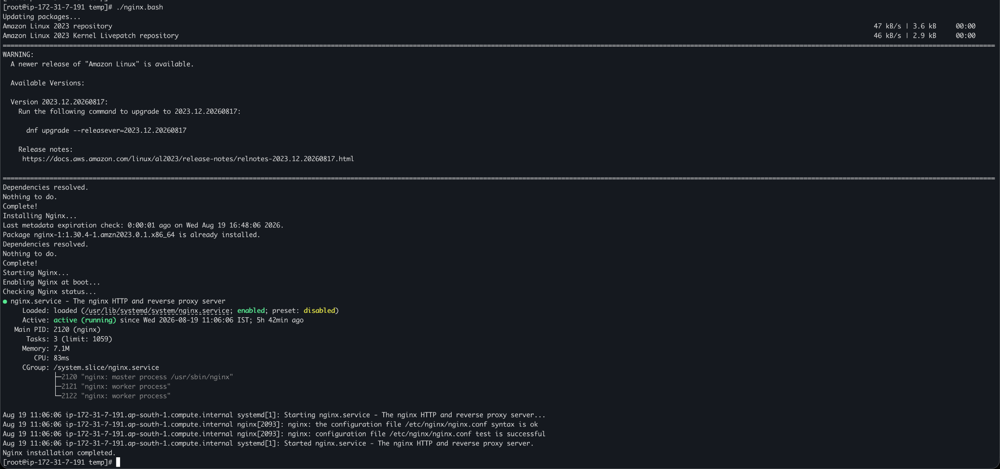 [root@ip-172-31-7-191 temp]# ./nginx.bash
Updating packages...
Amazon Linux 2023 repository 47 kB/s | 3.6 kB 00:00
Amazon Linux 2023 Kernel Livepatch repository 46 kB/s | 2.9 kB 00:00
WARNING:
A newer release of "Amazon Linux" is available.
Available Versions:
Version 2023.12.20260817:
Run the following command to upgrade to 2023.12.20260817:
dnf upgrade --releasever=2023.12.20260817
Release notes:
https://docs.aws.amazon.com/linux/al2023/release-notes/relnotes-2023.12.20260817.html
Dependencies resolved.
Nothing to do.
Complete!
Installing Nginx...
Last metadata expiration check: 0:00:01 ago on Wed Aug 19 16:48:06 2026.
Package nginx-1:1.30.4-1.amzn2023.0.1.x86_64 is already installed.
Dependencies resolved.
Nothing to do.
Complete!
Starting Nginx...
Enabling Nginx at boot...
Checking Nginx status...
● nginx.service - The nginx HTTP and reverse proxy server
Loaded: loaded (/usr/lib/systemd/system/nginx.service; enabled; preset: disabled)
Active: active (running) since Wed 2026-08-19 11:06:06 IST; 5h 42min ago
Main PID: 2120 (nginx)
Tasks: 3 (limit: 1059)
Memory: 7.1M
CPU: 83ms
CGroup: /system.slice/nginx.service
├─2120 "nginx: master process /usr/sbin/nginx"
├─2121 "nginx: worker process"
└─2122 "nginx: worker process"
Aug 19 11:06:06 ip-172-31-7-191.ap-south-1.compute.internal systemd[1]: Starting nginx.service - The nginx HTTP and reverse proxy server...
Aug 19 11:06:06 ip-172-31-7-191.ap-south-1.compute.internal nginx[2093]: nginx: the configuration file /etc/nginx/nginx.conf syntax is ok
Aug 19 11:06:06 ip-172-31-7-191.ap-south-1.compute.internal nginx[2093]: nginx: configuration file /etc/nginx/nginx.conf test is successful
Aug 19 11:06:06 ip-172-31-7-191.ap-south-1.compute.internal systemd[1]: Started nginx.service - The nginx HTTP and reverse proxy server.
Nginx installation completed.
[root@ip-172-31-7-191 temp]#